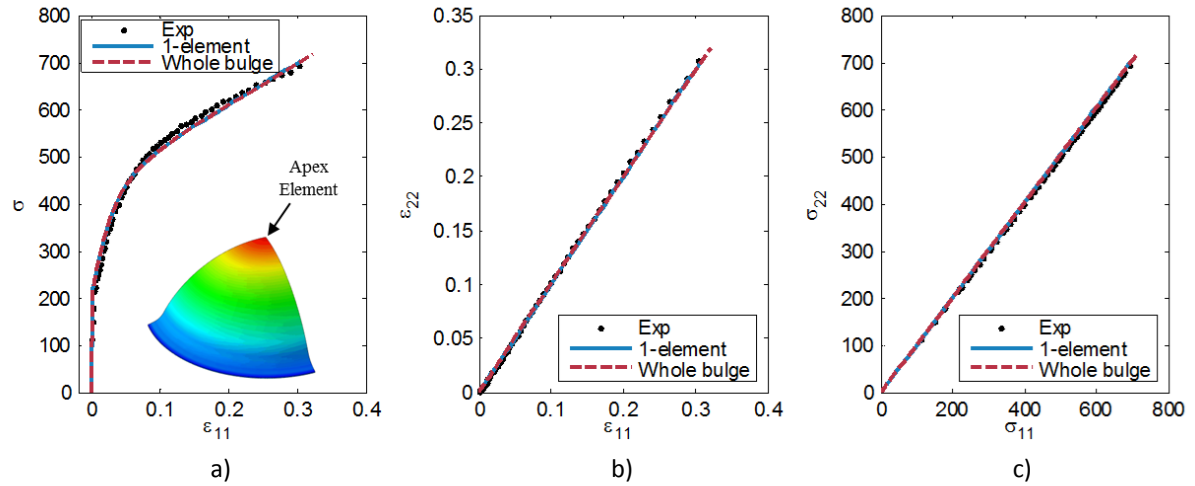 800
700
600
500
400
300
200
100
0
σ
Exp
1-element
Whole bulge
Apex
Element
0
0.1
0.2
0.3
0.4
ε11
a)
0.35
0.3
0.25
0.2
0.15
0.1
0.05
0
ε22
Exp
1-element
Whole bulge
0
0.1
0.2
0.3
0.4
ε11
b)
800
700
600
500
400
300
200
100
0
σ22
Exp
1-element
Whole bulge
0
200
400
600
800
σ11
c)